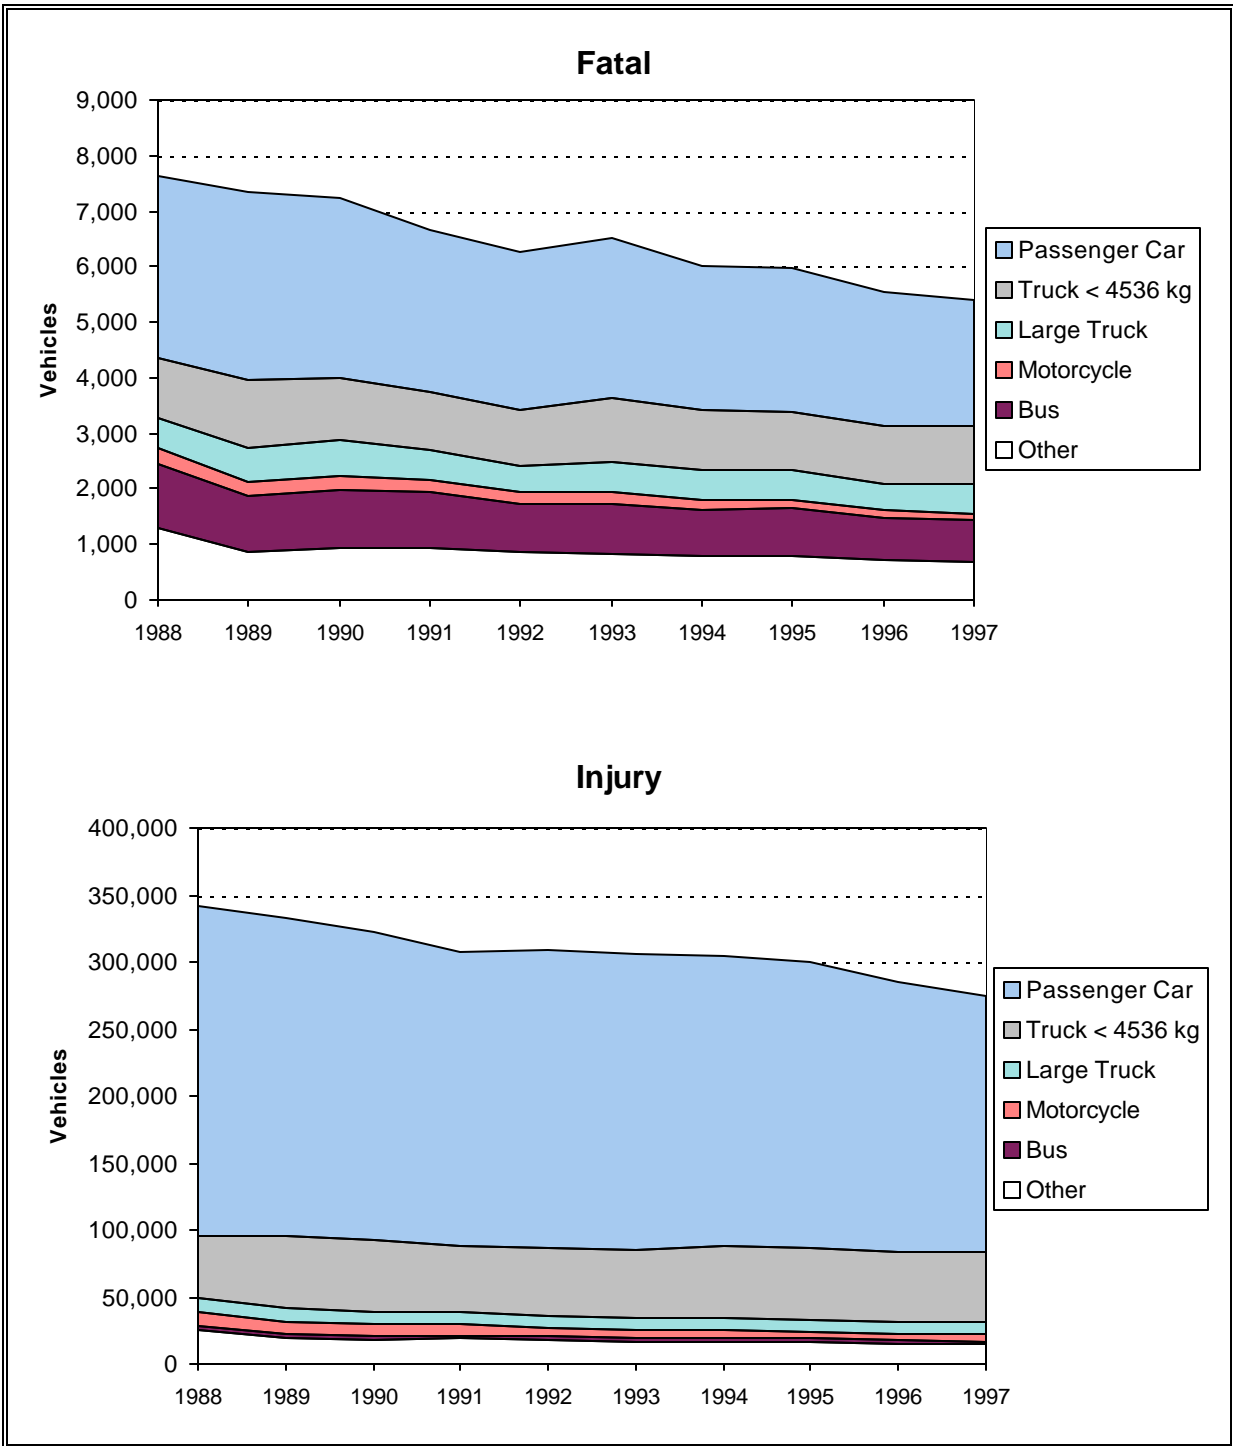 Fatal
9,000
8,000
7,000
6,000
5,000
4,000
3,000
2,000
1,000
0
Vehicles
1988 1989 1990 1991 1992 1993 1994 1995 1996 1997
Passenger Car
Truck < 4536 kg
Large Truck
Motorcycle
Bus
Other
Injury
400,000
350,000
300,000
250,000
200,000
150,000
100,000
50,000
0
Vehicles
1988 1989 1990 1991 1992 1993 1994 1995 1996 1997
Passenger Car
Truck < 4536 kg
Large Truck
Motorcycle
Bus
Other